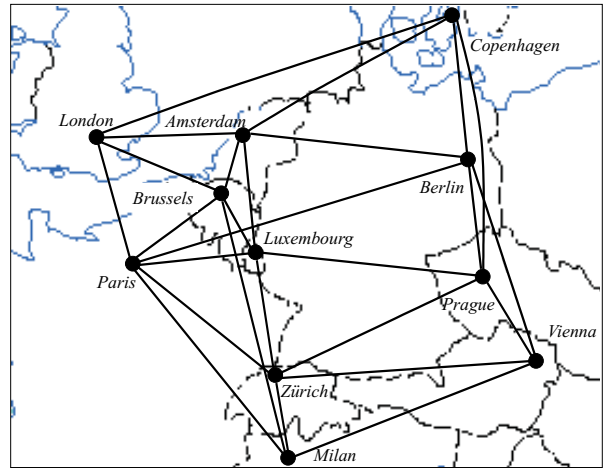 Copenhagen
London
Amsterdam
Berlin
Brussels
Luxembourg
Paris
Prague
Vienna
Zürich
Milan